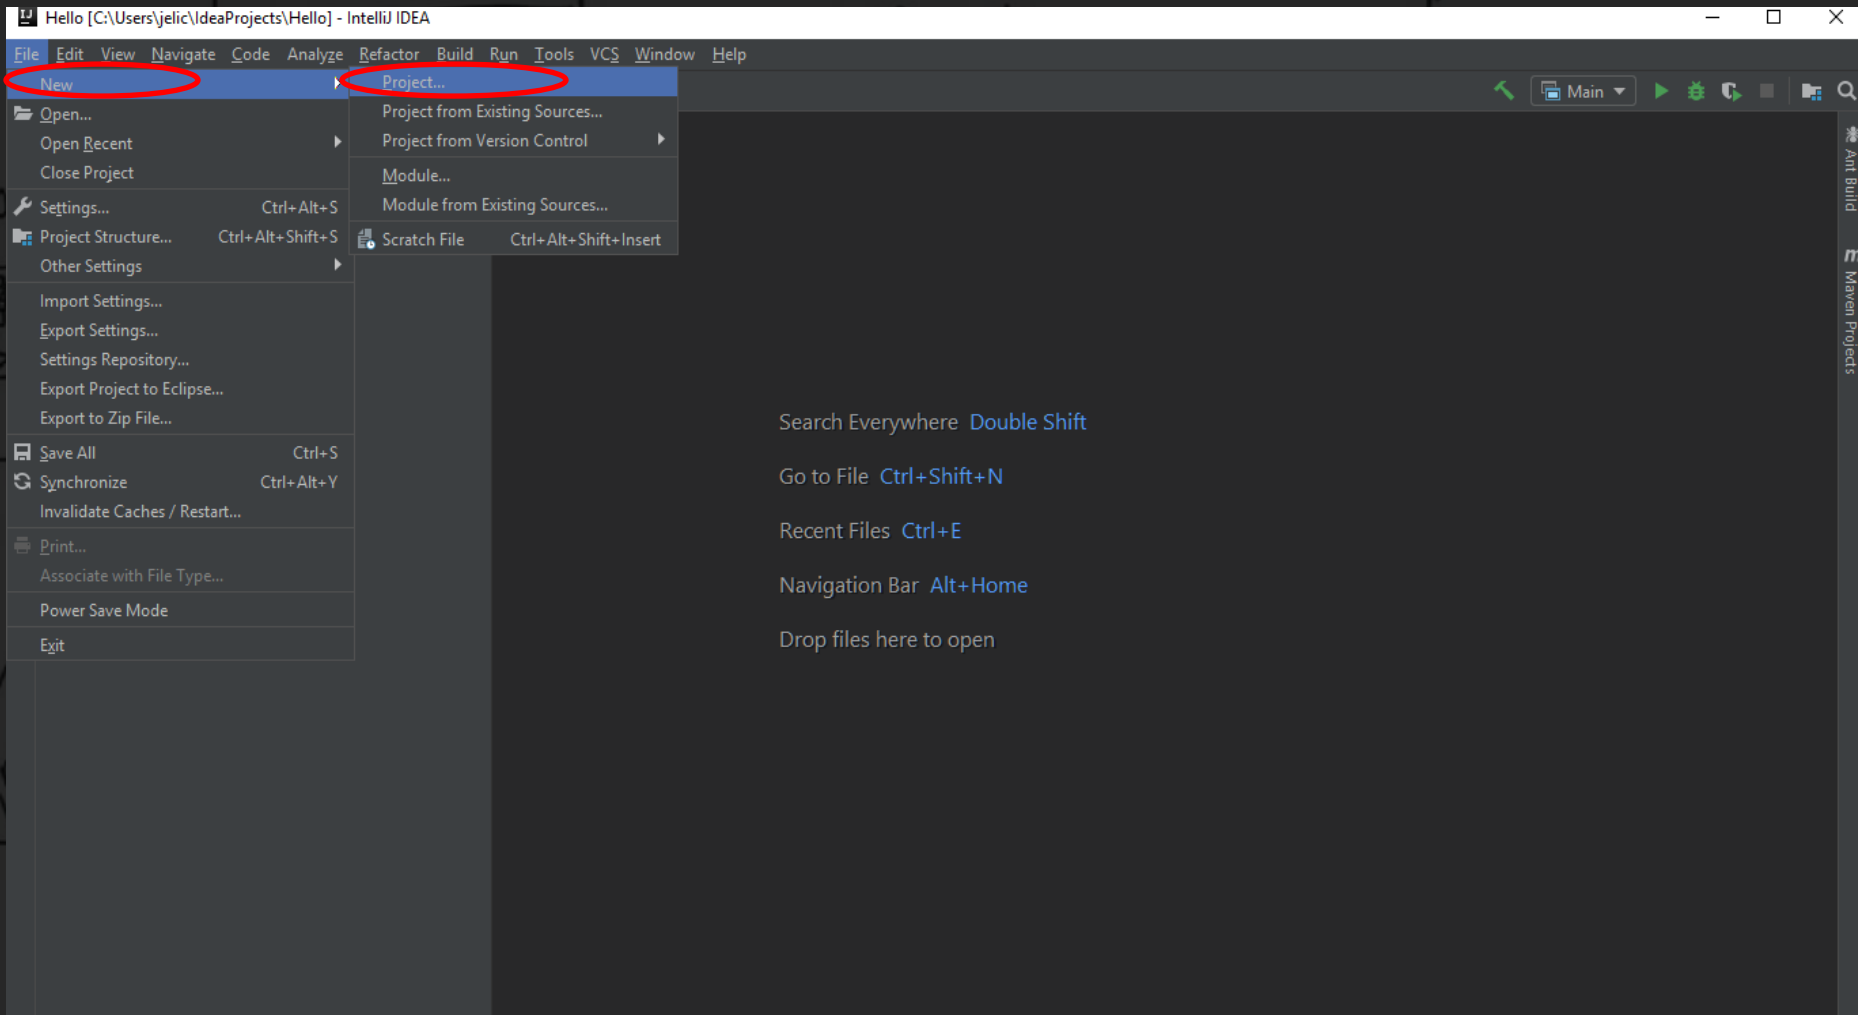 IJ Hello [C:\Users\jelic\IdeaProjects\Hello] - IntelliJ IDEA
File Edit View Navigate Code Analyze Refactor Build Run Tools VCS Window Help
New
Open...
Open Recent
Close Project
Settings... Ctrl+Alt+S
Project Structure... Ctrl+Alt+Shift+S
Other Settings
Import Settings...
Export Settings...
Settings Repository...
Export Project to Eclipse...
Export to Zip File...
Save All Ctrl+S
Synchronize Ctrl+Alt+Y
Invalidate Caches / Restart...
Print...
Associate with File Type...
Power Save Mode
Exit
Project...
Project from Existing Sources...
Project from Version Control
Module...
Module from Existing Sources...
Scratch File Ctrl+Alt+Shift+Insert
Main
Search Everywhere Double Shift
Go to File Ctrl+Shift+N
Recent Files Ctrl+E
Navigation Bar Alt+Home
Drop files here to open
Ant Build
m Maven Projects